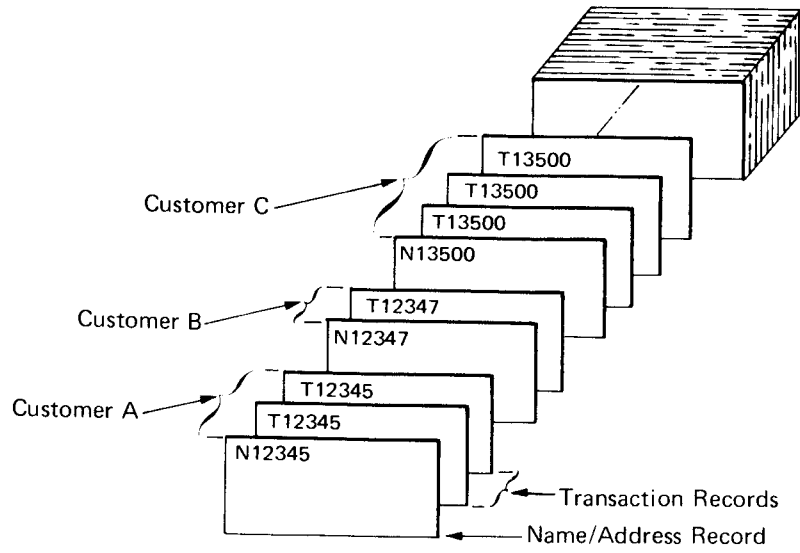 T13500
T13500
Customer C
T13500
N13500
T12347
Customer B
N12347
T12345
Customer A
T12345
N12345
Transaction Records
Name/Address Record